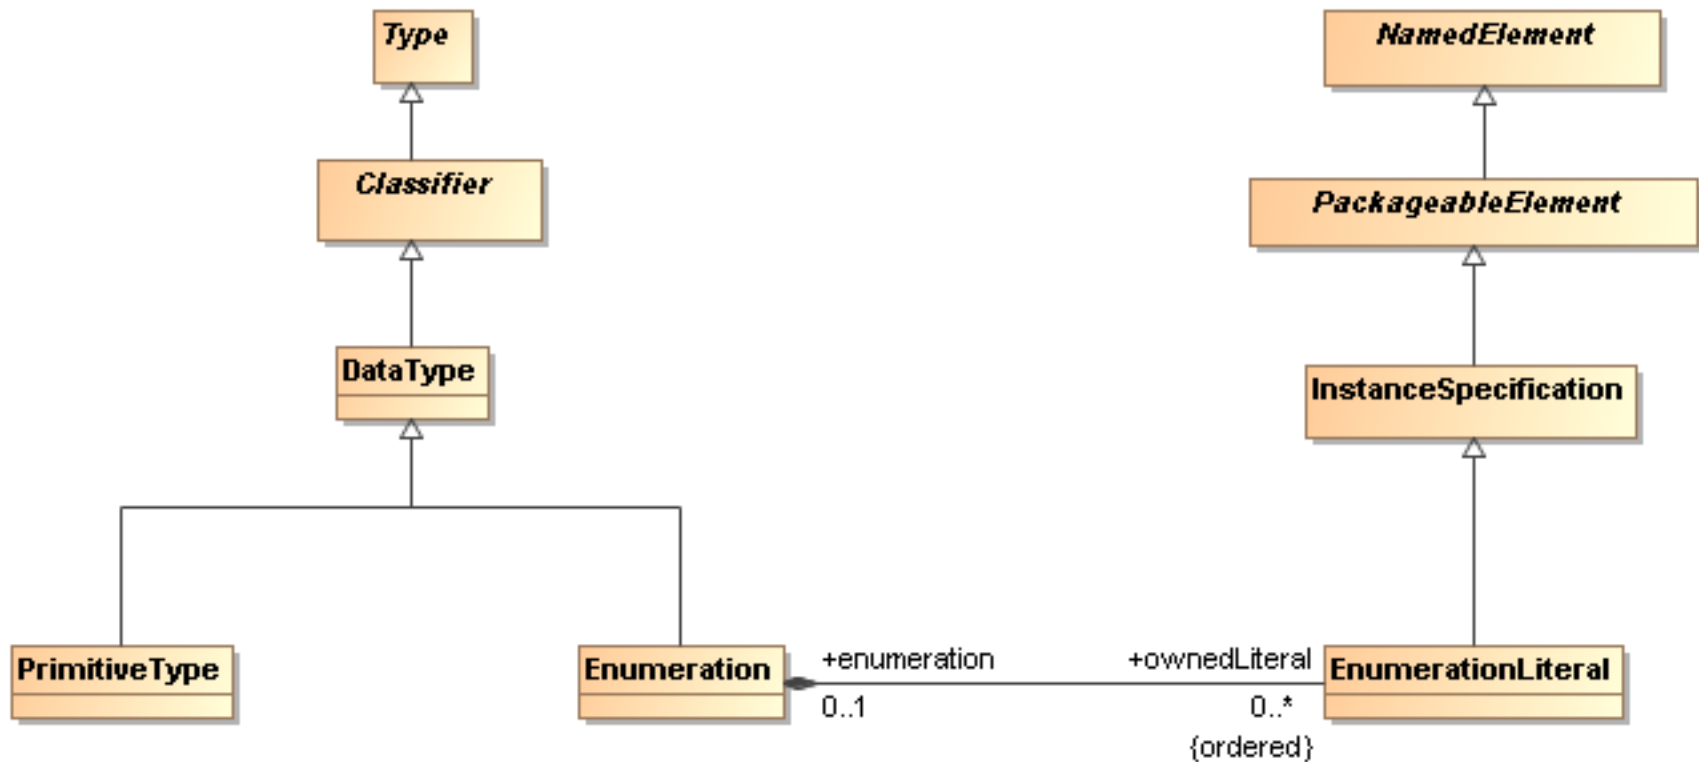 Type
NamedElement
Classifier
PackageableElement
DataType
InstanceSpecification
PrimitiveType
Enumeration
+enumeration
0..1
+ownedLiteral
0..*
{ordered}
EnumerationLiteral